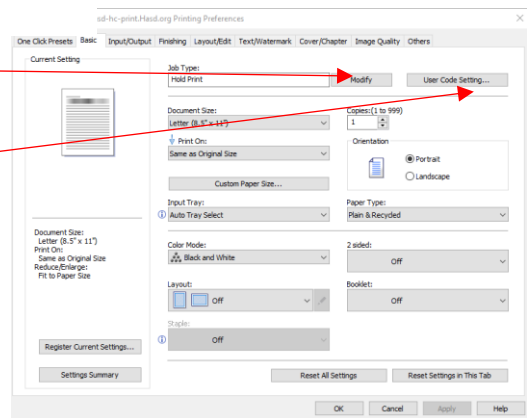 cd-hc-print.Hasd.org Printing Preferences
One Click Presets Basic Input/Output Finishing Layout/Edit Text/Watermark Cover/Chapter Image Quality Others
Current Setting
Job Type:
Hold Print
Modify
User Code Setting...
Document Size:
Letter (8.5" x 11")
Copies:(1 to 999)
1
Print On:
Same as Original Size
Orientation
Portrait
Landscape
Custom Paper Size...
Input Tray:
Auto Tray Select
Paper Type:
Plain & Recycled
Document Size:
Letter (8.5" x 11")
Print On:
Same as Original Size
Reduce/Enlarge:
Fit to Paper Size
Color Mode:
Black and White
2 sided:
Off
Layout:
Off
Booklet:
Off
Staple:
Off
Register Current Settings...
Settings Summary
Reset All Settings
Reset Settings in This Tab
OK Cancel Apply Help